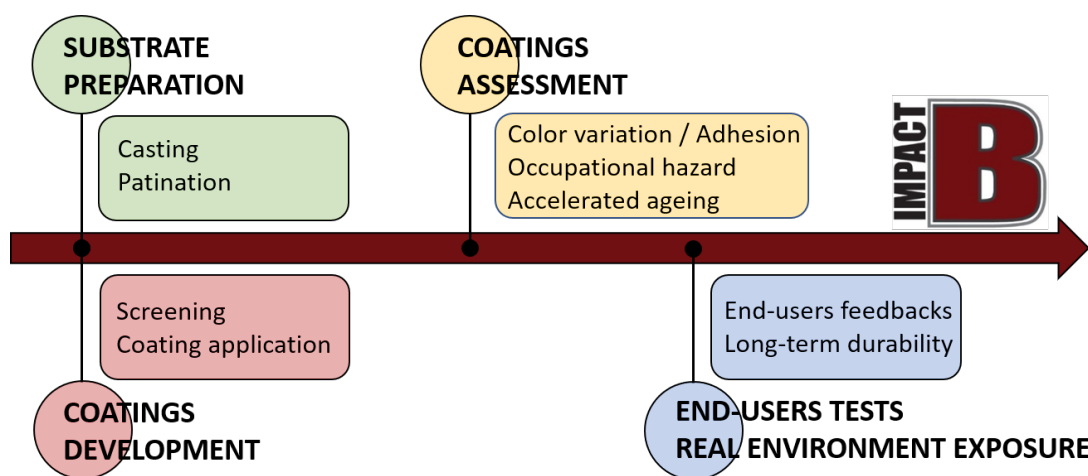 SUBSTRATE
PREPARATION
Casting
Patination
COATINGS
ASSESSMENT
Color variation / Adhesion
Occupational hazard
Accelerated ageing
IMPACT
B
Screening
Coating application
COATINGS
DEVELOPMENT
End-users feedbacks
Long-term durability
END-USERS TESTS
REAL ENVIRONMENT EXPOSURE